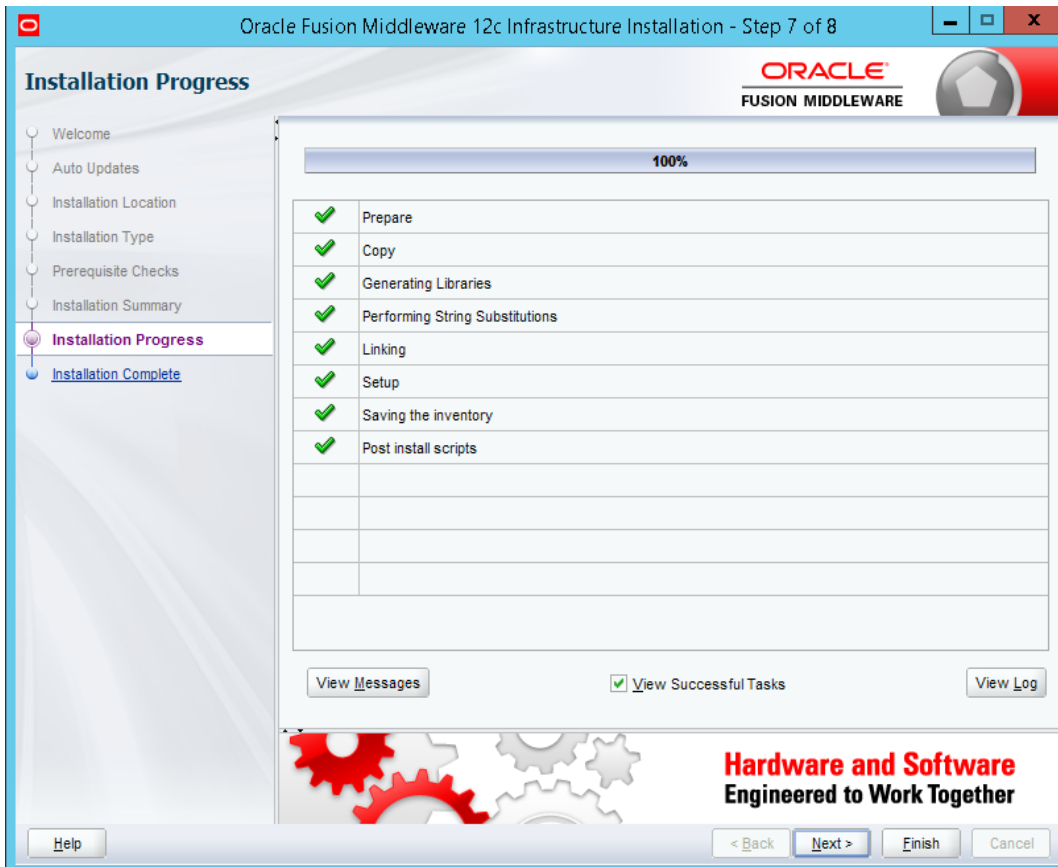 Oracle Fusion Middleware 12c Infrastructure Installation - Step 7 of 8
Installation Progress
ORACLE
FUSION MIDDLEWARE
Welcome
Auto Updates
Installation Location
Installation Type
Prerequisite Checks
Installation Summary
Installation Progress
Installation Complete
100%
Prepare
Copy
Generating Libraries
Performing String Substitutions
Linking
Setup
Saving the inventory
Post install scripts
View Messages
View Successful Tasks
View Log
Hardware and Software
Engineered to Work Together
Help
< Back
Next >
Finish
Cancel